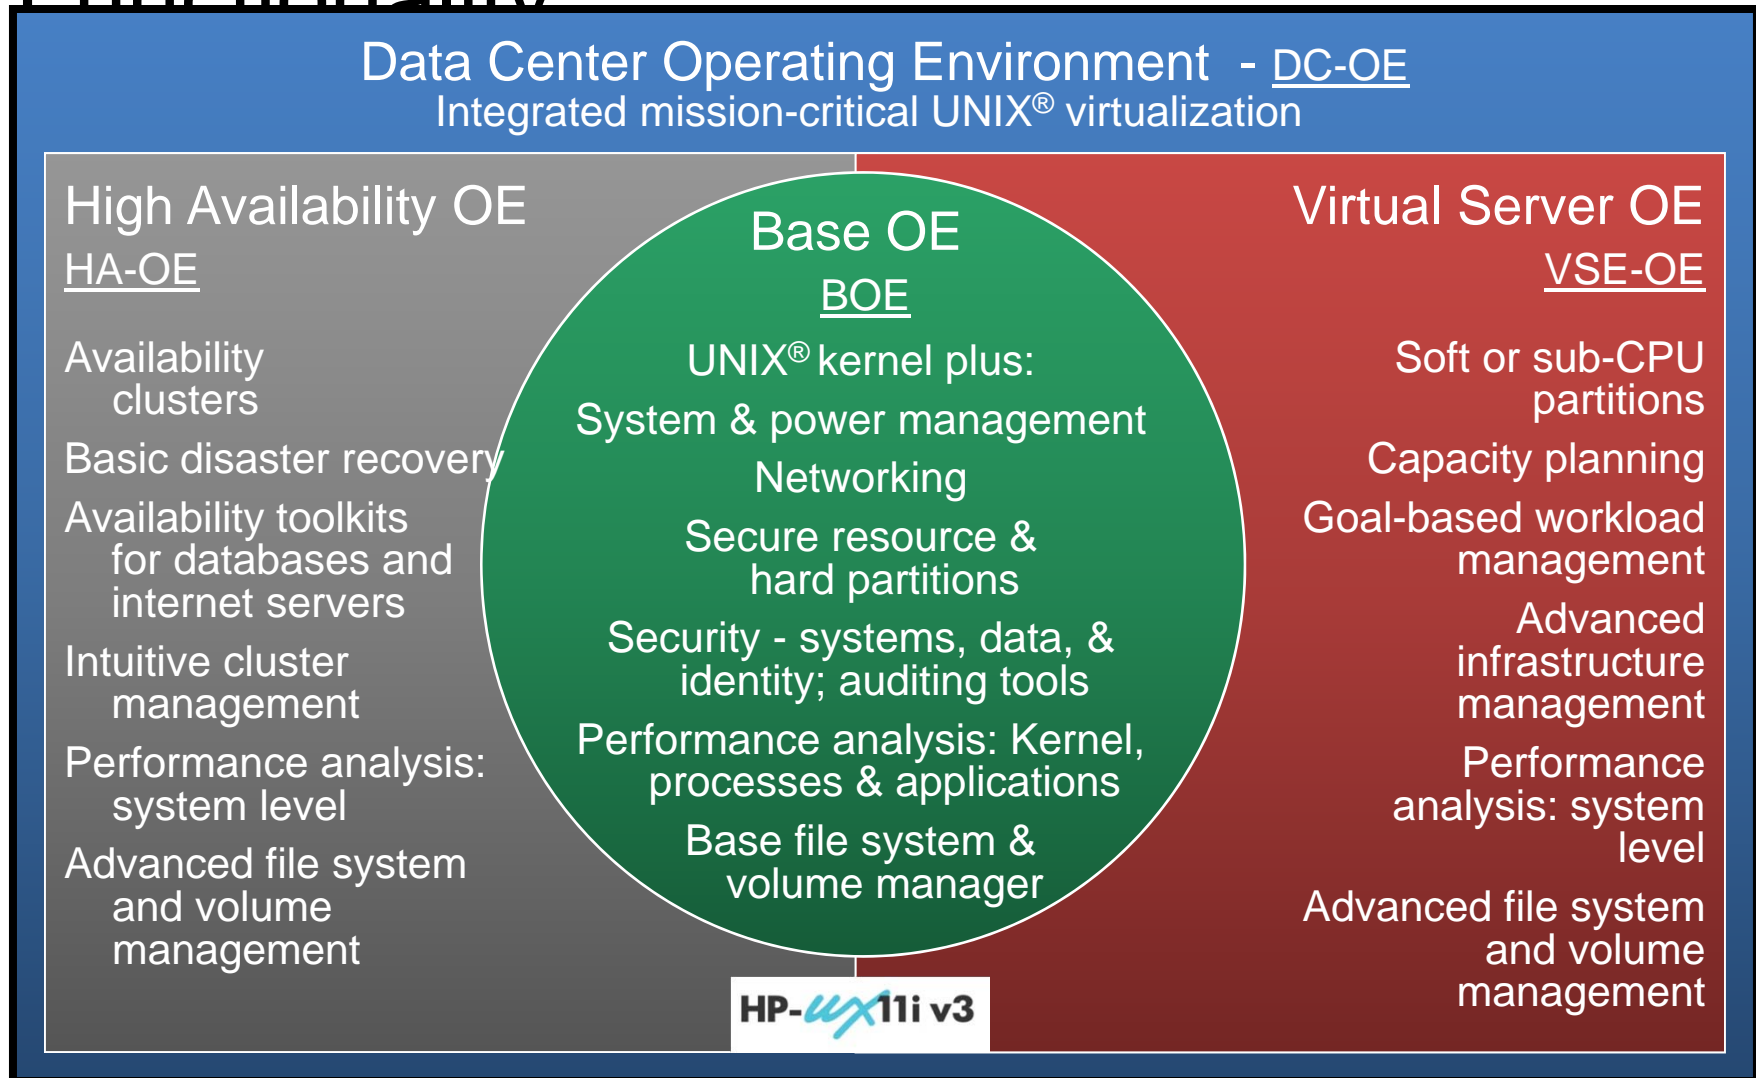 Functionality
Data Center Operating Environment - DC-OE
Integrated mission-critical UNIX® virtualization
High Availability OE
HA-OE
Availability
clusters
Basic disaster recovery
Availability toolkits
for databases and
internet servers
Intuitive cluster
management
Performance analysis:
system level
Advanced file system
and volume
management
Base OE
BOE
UNIX® kernel plus:
System & power management
Networking
Secure resource &
hard partitions
Security - systems, data, &
identity; auditing tools
Performance analysis: Kernel,
processes & applications
Base file system &
volume manager
Virtual Server OE
VSE-OE
Soft or sub-CPU
partitions
Capacity planning
Goal-based workload
management
Advanced
infrastructure
management
Performance
analysis: system
level
Advanced file system
and volume
management
HP-ux 11i v3